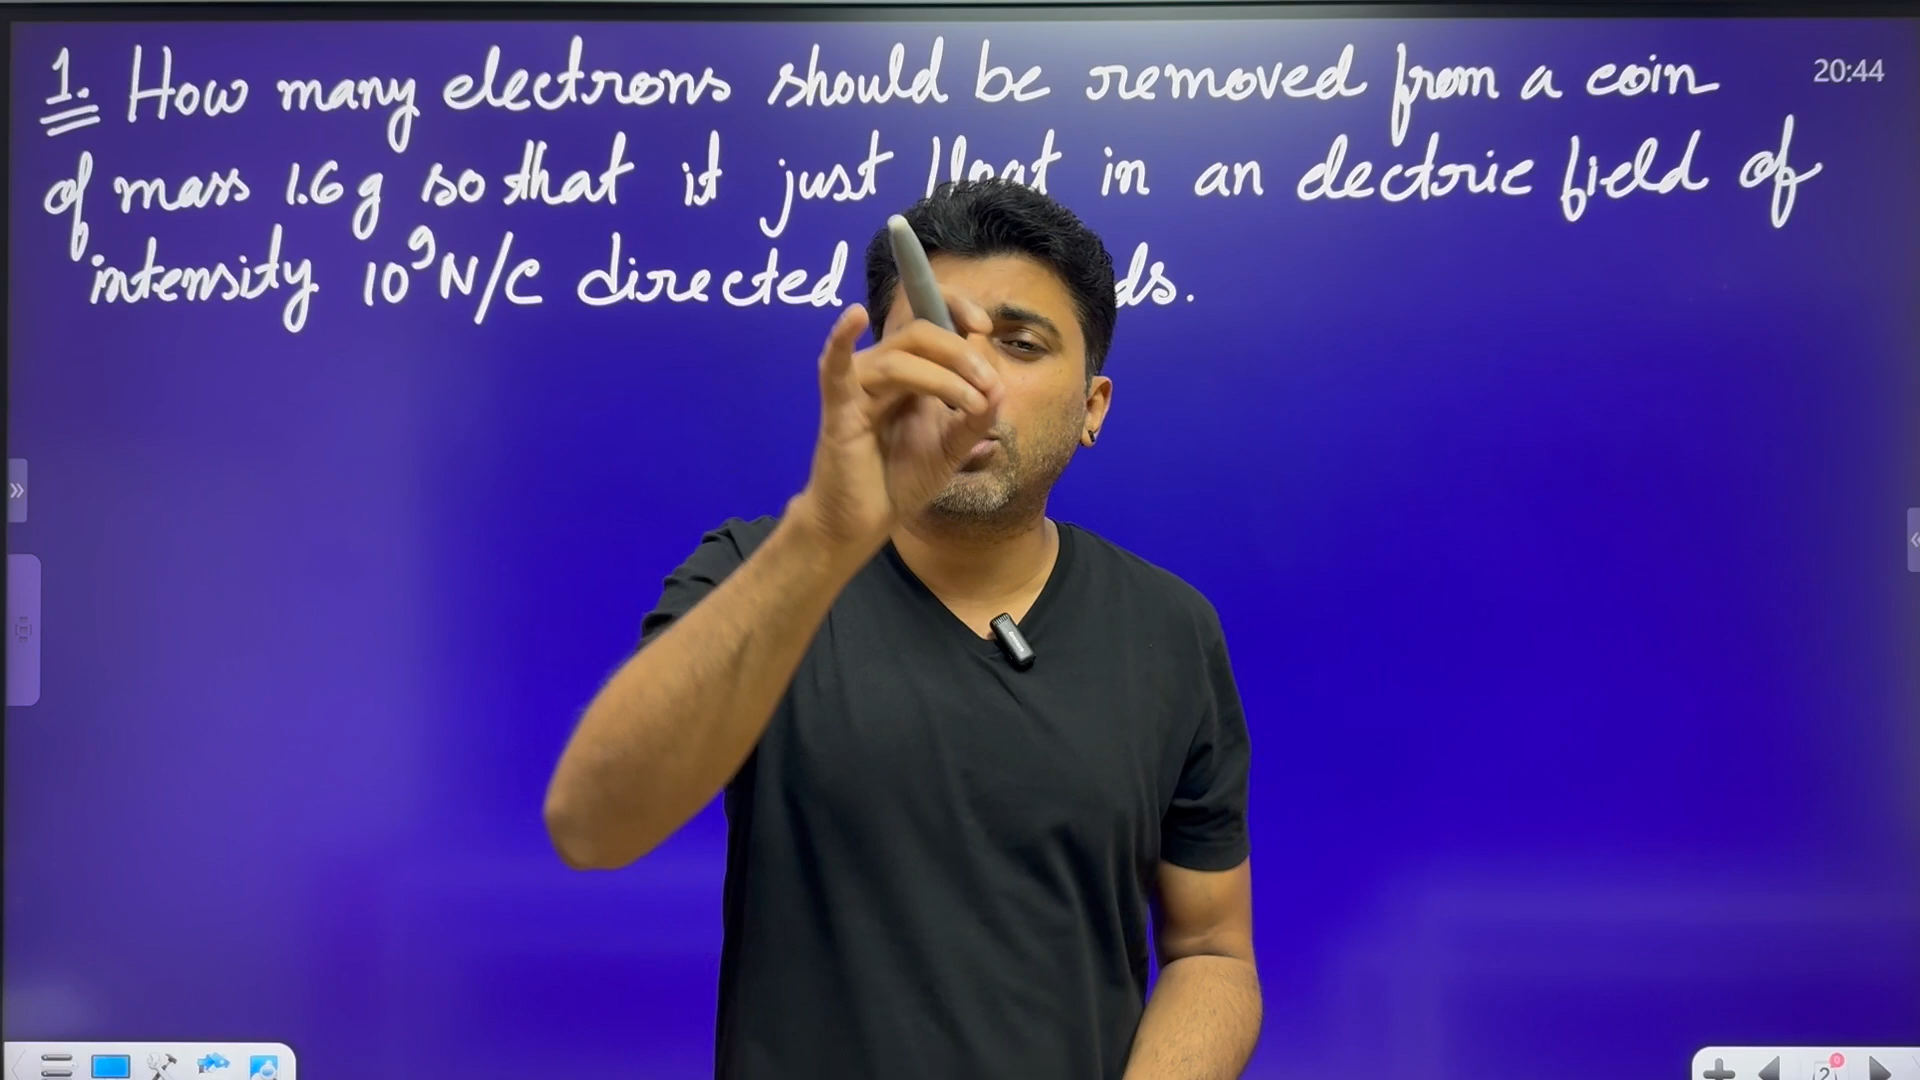 1. How many electrons should be removed from a coin
20:44
of mass 1.6 g so that it just float in an electric field of
intensity 10⁹ N/C directed